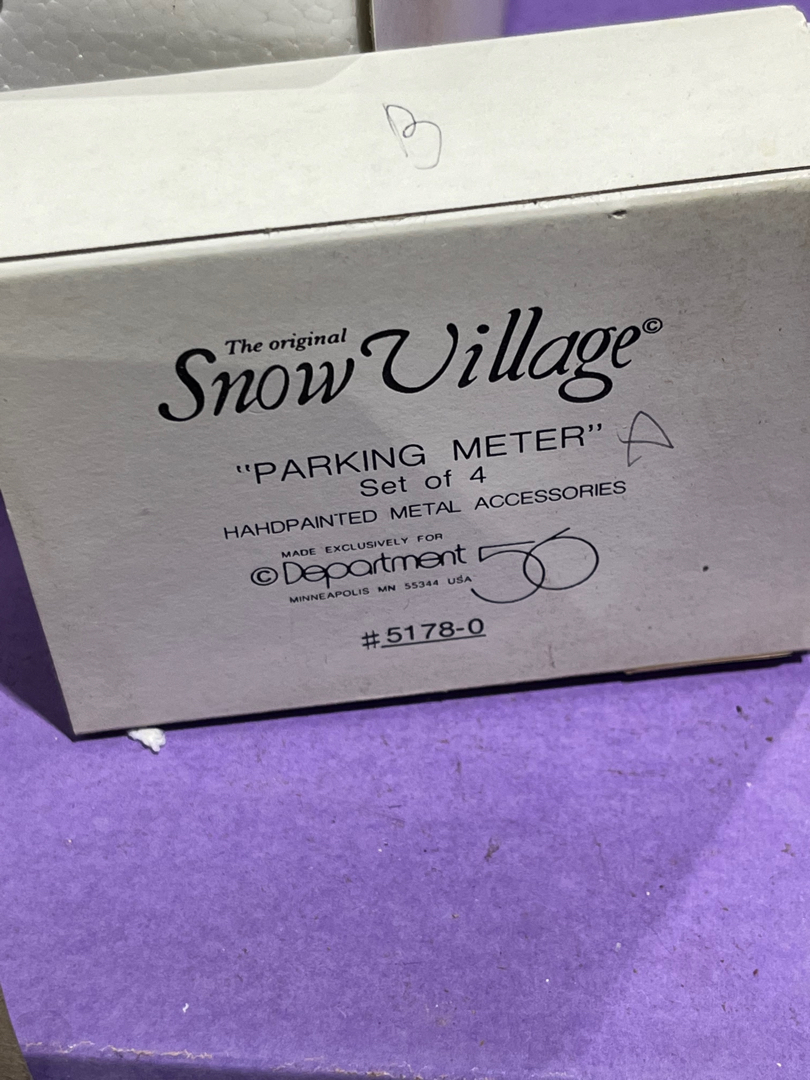 B
The original
Snow Village©
"PARKING METER" A
Set of 4
HAHDPAINTED METAL ACCESSORIES
MADE EXCLUSIVELY FOR
© Department 56
MINNEAPOLIS MN 55344 USA
#5178-0